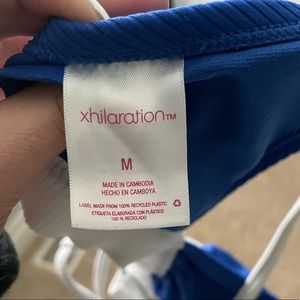 xhilaration™
M
MADE IN CAMBODIA
HECHO EN CAMBOYA
LABEL MADE FROM 100% RECYCLED PLASTIC
ETIQUETA ELABORADA CON PLÁSTICO
100 % RECICLADO